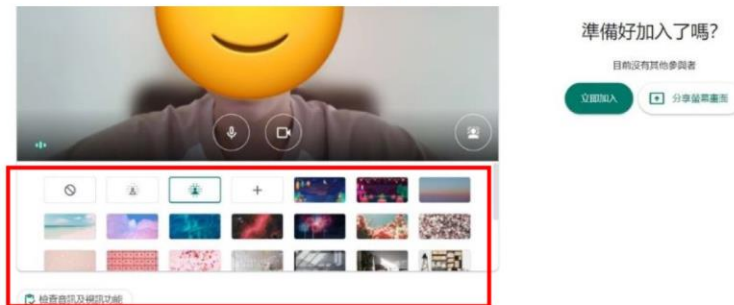 準備好加入了嗎?
目前沒有其他參與者
立即加入
分享螢幕畫面
檢查音訊及視訊功能